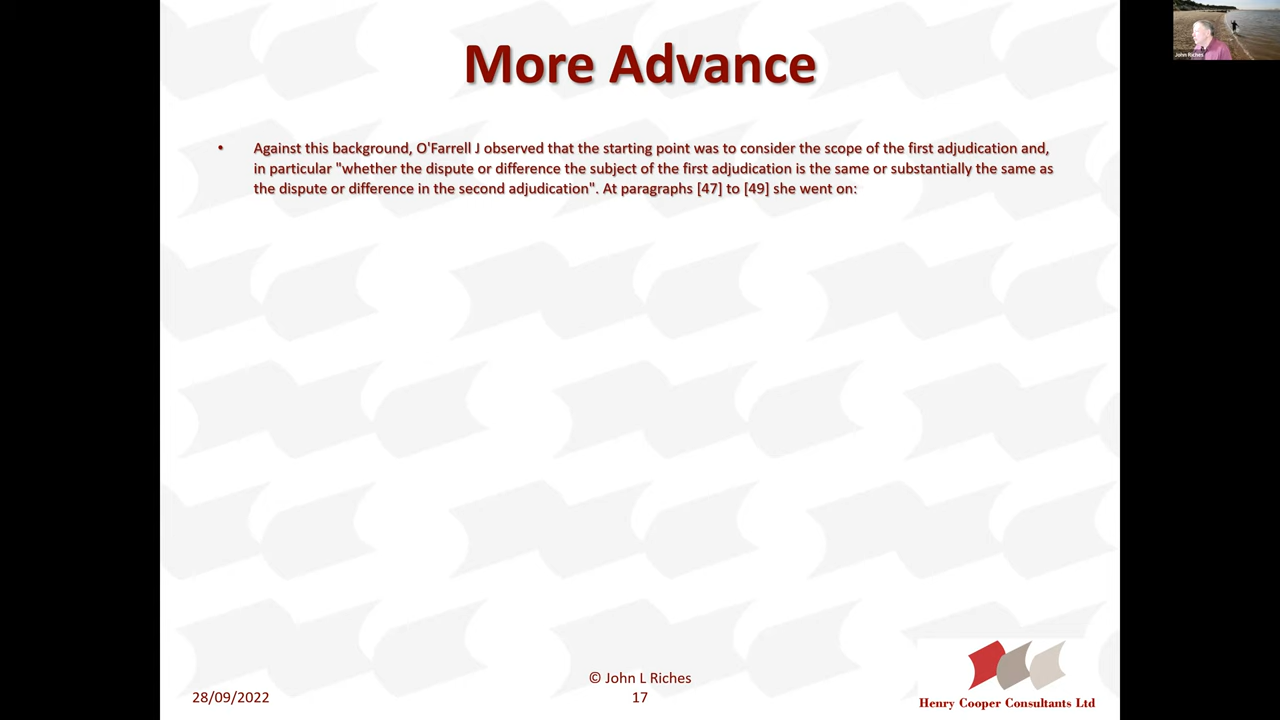 More Advance
• Against this background, O'Farrell J observed that the starting point was to consider the scope of the first adjudication and,
in particular "whether the dispute or difference the subject of the first adjudication is the same or substantially the same as
the dispute or difference in the second adjudication". At paragraphs [47] to [49] she went on:
John Riches
© John L Riches
28/09/2022
17
Henry Cooper Consultants Ltd